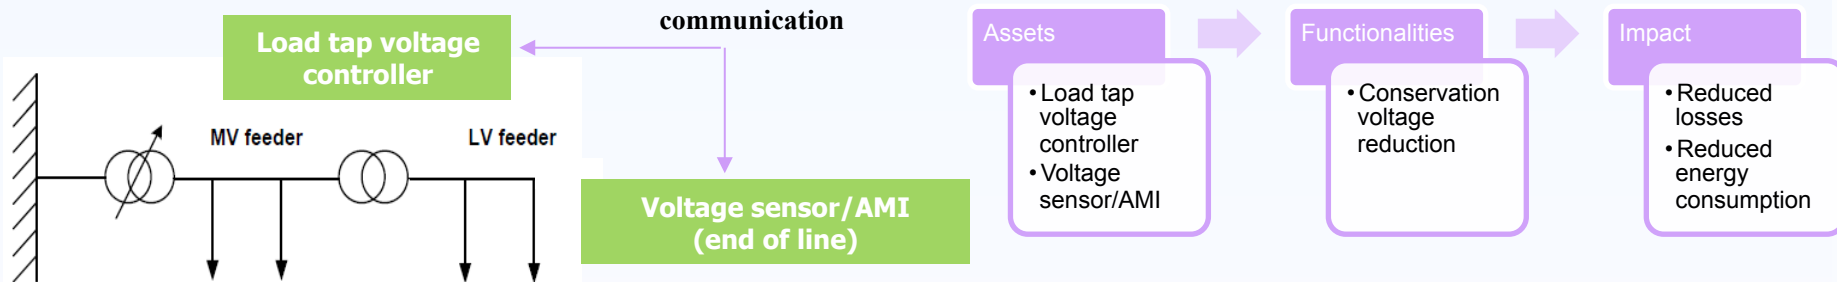 communication
Load tap voltage
controller
MV feeder
LV feeder
Voltage sensor/AMI
(end of line)
Assets
• Load tap
voltage
controller
• Voltage
sensor/AMI
Functionalities
• Conservation
voltage
reduction
Impact
• Reduced
losses
• Reduced
energy
consumption